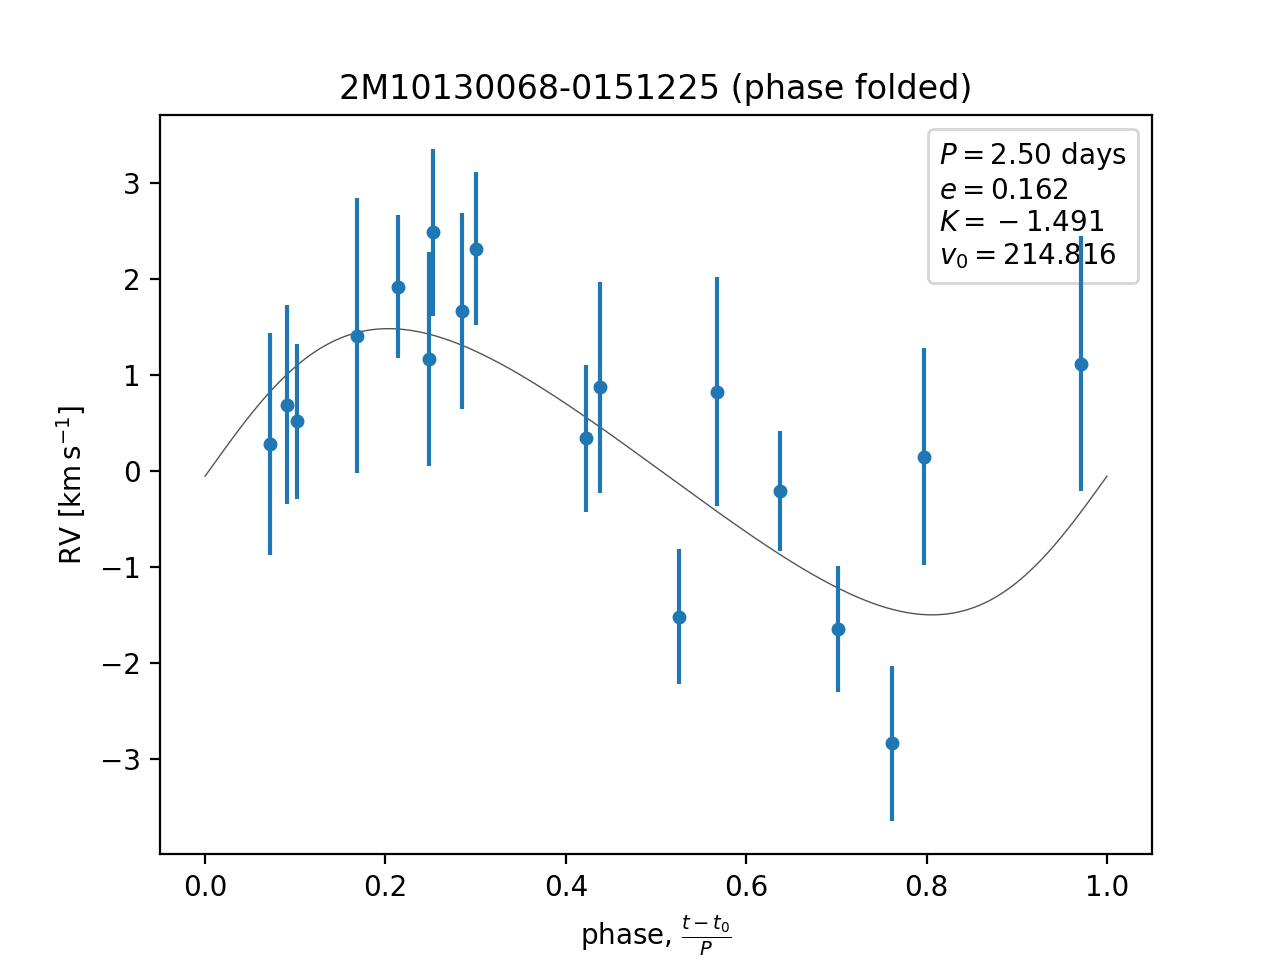 2M10130068-0151225 (phase folded)
P = 2.50 days
e = 0.162
K = −1.491
v₀ = 214.816
3
2
1
0
−1
−2
−3
RV [km s⁻¹]
0.0 0.2 0.4 0.6 0.8 1.0
phase, (t − t₀)/P